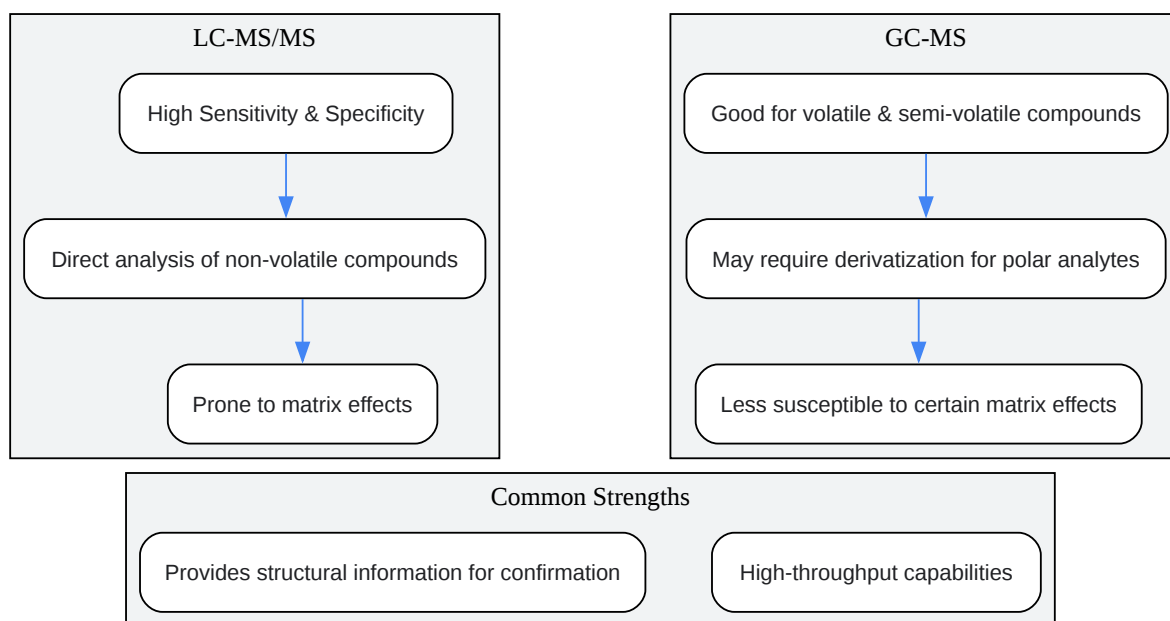 LC-MS/MS
High Sensitivity & Specificity
Direct analysis of non-volatile compounds
Prone to matrix effects
GC-MS
Good for volatile & semi-volatile compounds
May require derivatization for polar analytes
Less susceptible to certain matrix effects
Common Strengths
Provides structural information for confirmation
High-throughput capabilities